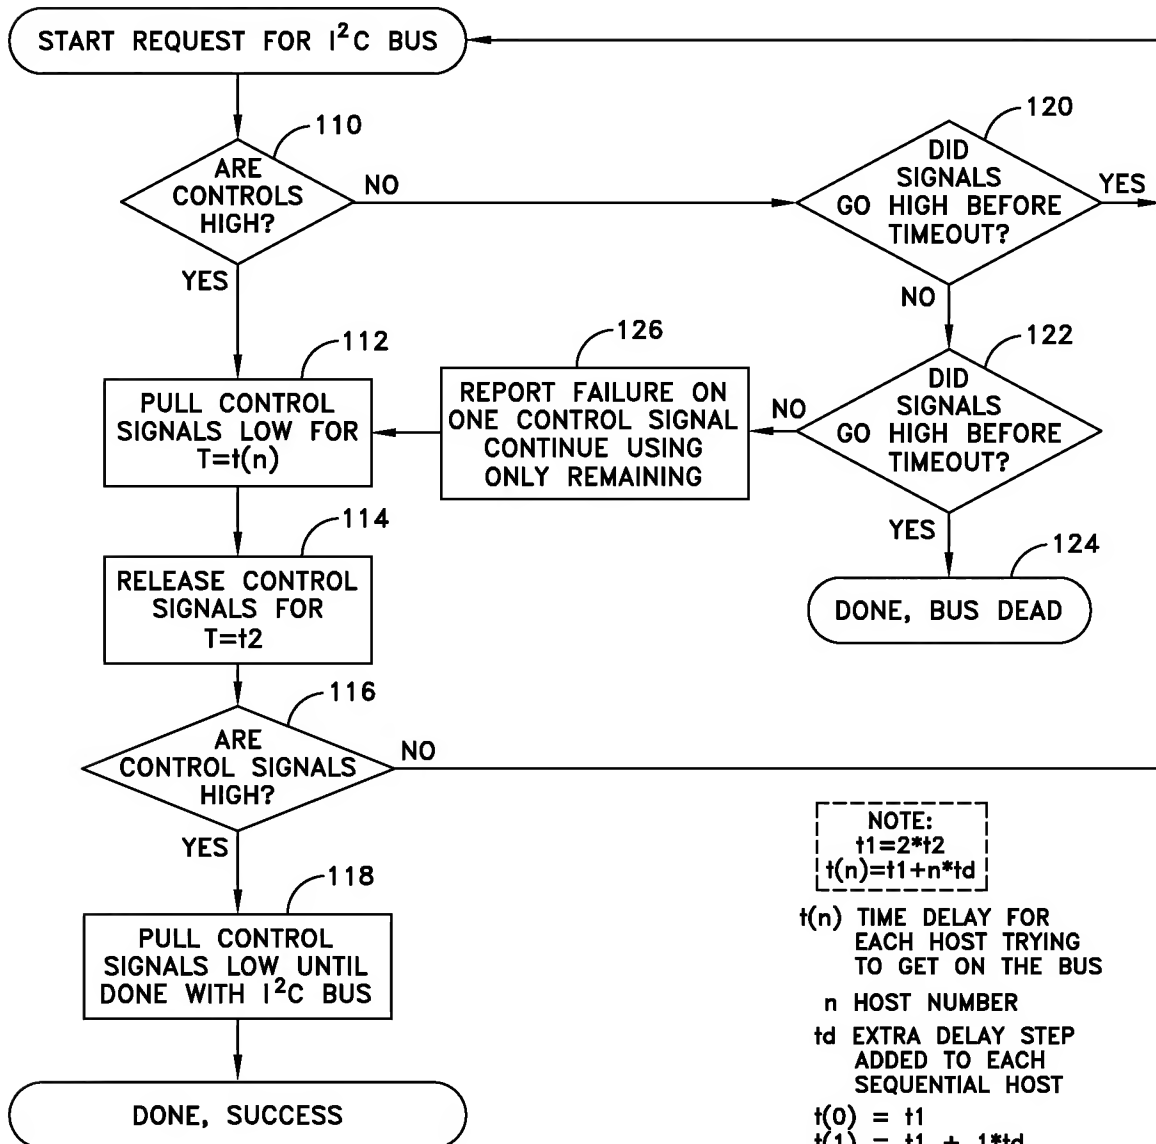 START REQUEST FOR I²C BUS
110
ARE
CONTROLS
HIGH?
NO
YES
120
DID
SIGNALS
GO HIGH BEFORE
TIMEOUT?
YES
NO
122
DID
SIGNALS
GO HIGH BEFORE
TIMEOUT?
NO
YES
126
REPORT FAILURE ON
ONE CONTROL SIGNAL
CONTINUE USING
ONLY REMAINING
112
PULL CONTROL
SIGNALS LOW FOR
T=t(n)
114
RELEASE CONTROL
SIGNALS FOR
T=t2
124
DONE, BUS DEAD
116
ARE
CONTROL SIGNALS
HIGH?
NO
YES
118
PULL CONTROL
SIGNALS LOW UNTIL
DONE WITH I²C BUS
DONE, SUCCESS
NOTE:
t1=2*t2
t(n)=t1+n*td
t(n) TIME DELAY FOR
EACH HOST TRYING
TO GET ON THE BUS
n HOST NUMBER
td EXTRA DELAY STEP
ADDED TO EACH
SEQUENTIAL HOST
t(0) = t1
t(1) = t1 + 1*td